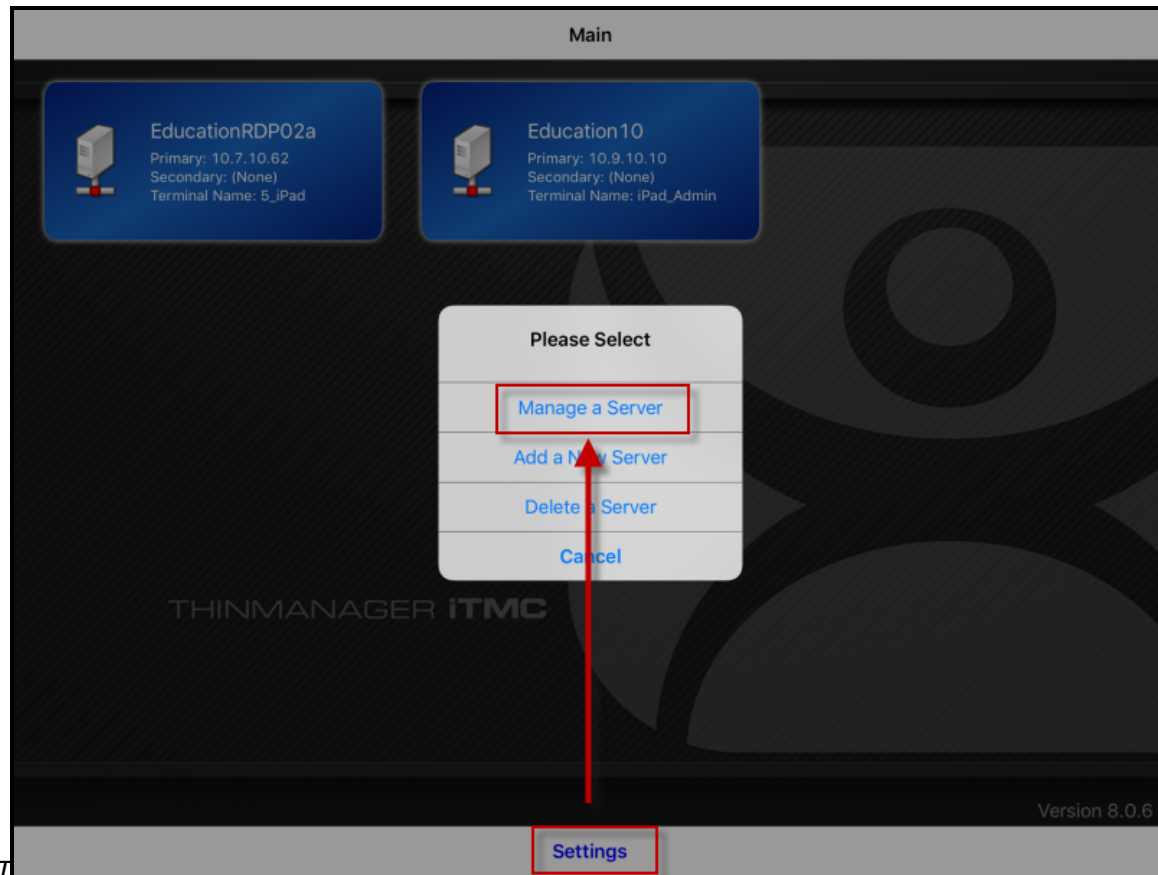 Main
EducationRDP02a
Primary: 10.7.10.62
Secondary: (None)
Terminal Name: 5_iPad
Education10
Primary: 10.9.10.10
Secondary: (None)
Terminal Name: iPad_Admin
Please Select
Manage a Server
Add a New Server
Delete a Server
Cancel
THINMANAGER iTMC
Version 8.0.6
Settings